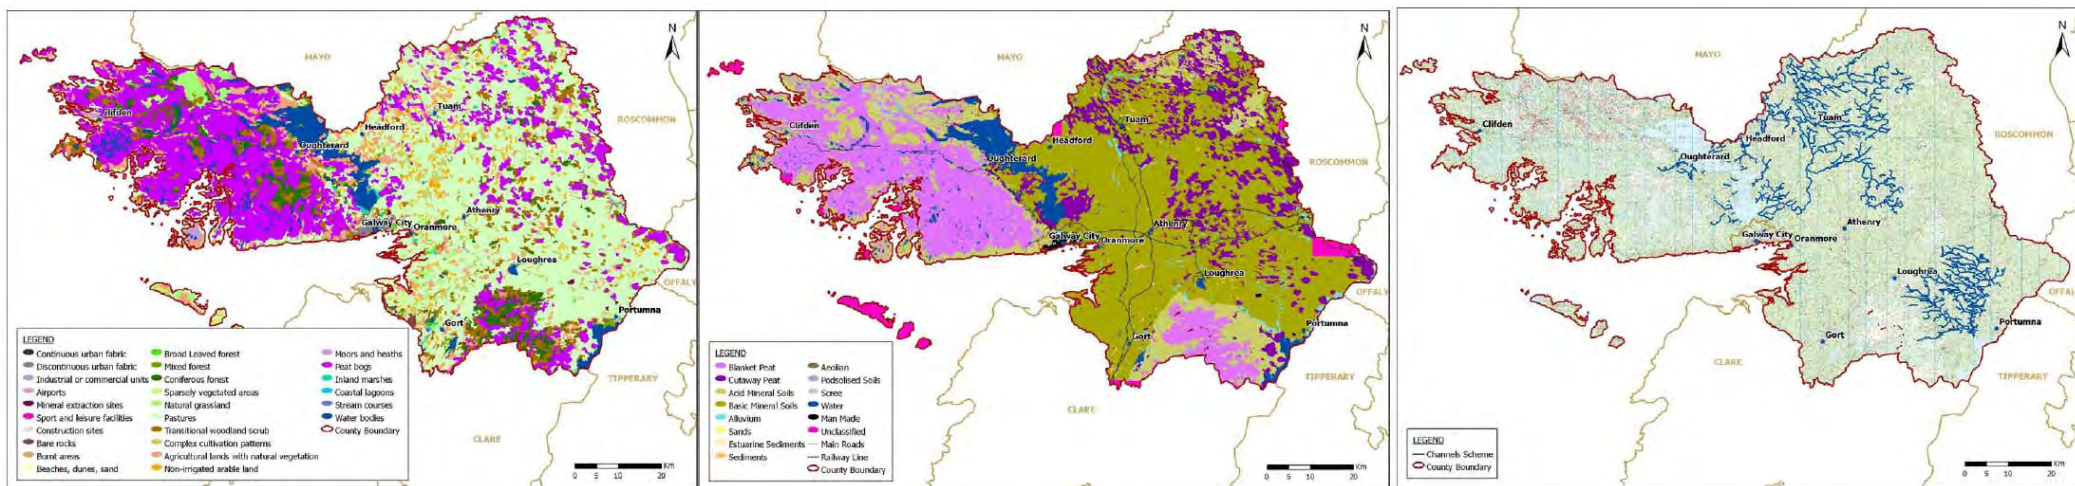 MAYO
N
ROSCOMMON
Clifden
Tuam
Headford
Oughterard
Athenry
Galway City
Oranmore
Loughrea
OFFALY
Portumna
Gort
TIPPERARY
CLARE
LEGEND
Continuous urban fabric
Discontinuous urban fabric
Industrial or commercial units
Airports
Mineral extraction sites
Sport and leisure facilities
Construction sites
Bare rocks
Burnt areas
Beaches, dunes, sand
Broad Leaved forest
Mixed forest
Coniferous forest
Sparsely vegetated areas
Natural grassland
Pastures
Transitional woodland scrub
Complex cultivation patterns
Agricultural lands with natural vegetation
Non-irrigated arable land
Moors and heaths
Peat bogs
Inland marshes
Coastal lagoons
Stream courses
Water bodies
County Boundary
0 5 10 20 Km
MAYO
N
Clifden
Tuam
Headford
Oughterard
ROSCOMMON
Galway City
Oranmore
Athenry
Loughrea
OFFALY
Portumna
Gort
TIPPERARY
CLARE
LEGEND
Blanket Peat
Cutaway Peat
Acid Mineral Soils
Basic Mineral Soils
Alluvium
Sands
Estuarine Sediments
Sediments
Aeolian
Podsolised Soils
Scree
Water
Man Made
Unclassified
Main Roads
Railway Line
County Boundary
0 5 10 20 Km
MAYO
N
Clifden
Tuam
Headford
ROSCOMMON
Oughterard
Athenry
Galway City
Oranmore
Loughrea
OFFALY
Portumna
Gort
CLARE
TIPPERARY
LEGEND
Channels Scheme
County Boundary
0 5 10 20 Km